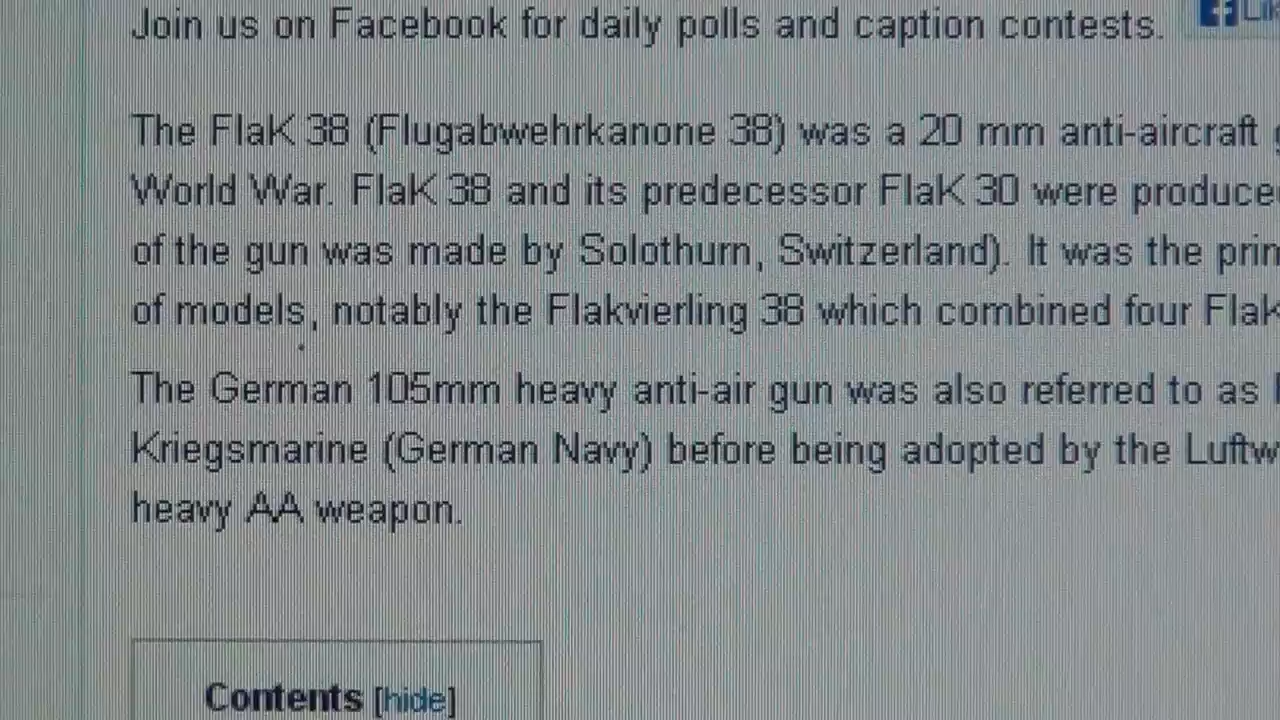 Join us on Facebook for daily polls and caption contests.
The FlaK 38 (Flugabwehrkanone 38) was a 20 mm anti-aircraft
World War. FlaK 38 and its predecessor FlaK 30 were produce
of the gun was made by Solothurn, Switzerland). It was the prin
of models, notably the Flakvierling 38 which combined four Flak
The German 105mm heavy anti-air gun was also referred to as
Kriegsmarine (German Navy) before being adopted by the Luftw
heavy AA weapon.
Contents [hide]